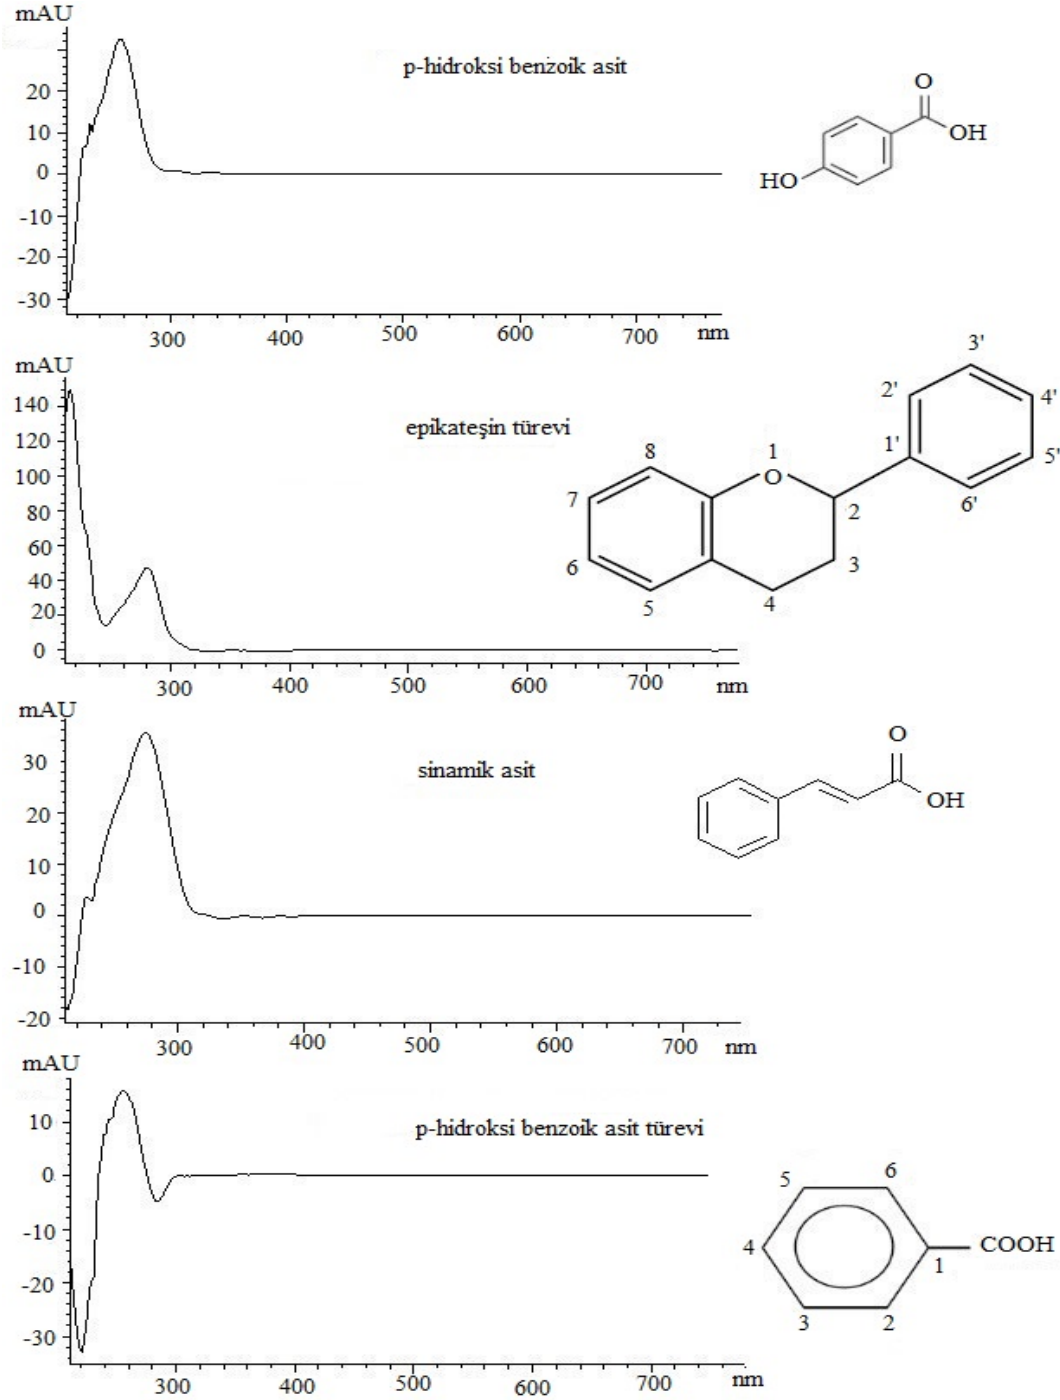 mAU
p-hidroksi benzoik asit
20
10
0
-10
-20
-30
300 400 500 600 700 nm
O
OH
HO
mAU
epikateşin türevi
140
120
100
80
60
40
20
0
300 400 500 600 700 nm
3'
2' 4'
1' 5'
6'
8 1
O
7 2
6 3
5 4
mAU
sinamik asit
30
20
10
0
-10
-20
300 400 500 600 700 nm
O
OH
mAU
p-hidroksi benzoik asit türevi
10
0
-10
-20
-30
300 400 500 600 700 nm
5 6
4 1 COOH
3 2